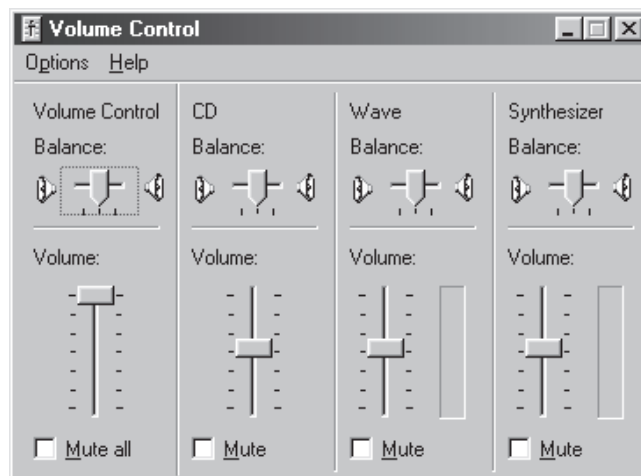 Volume Control
Options Help
Volume Control CD Wave Synthesizer
Balance: Balance: Balance: Balance:
Volume: Volume: Volume: Volume:
Mute all Mute Mute Mute